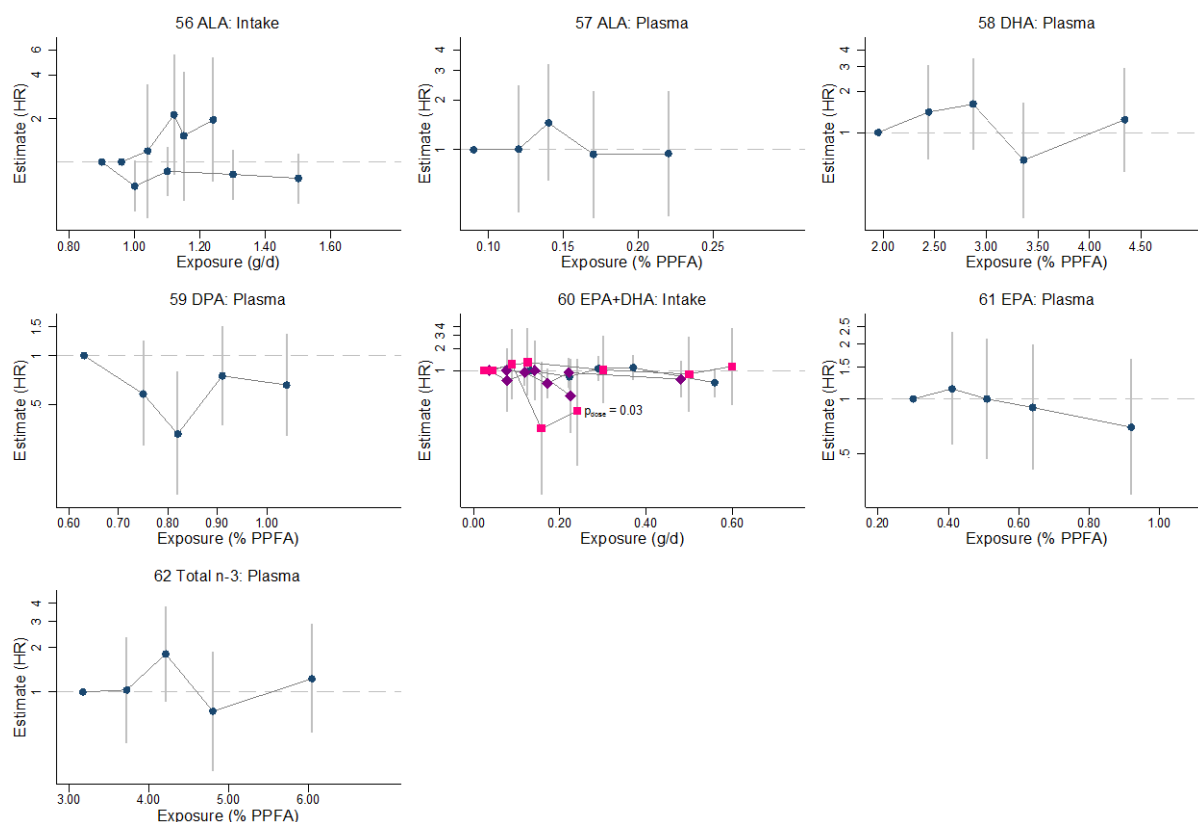 56 ALA: Intake
Estimate (HR)
6
4
2
0.80 1.00 1.20 1.40 1.60
Exposure (g/d)
57 ALA: Plasma
Estimate (HR)
4
3
2
1
0.10 0.15 0.20 0.25
Exposure (% PPFA)
58 DHA: Plasma
Estimate (HR)
4
3
2
1
2.00 2.50 3.00 3.50 4.00 4.50
Exposure (% PPFA)
59 DPA: Plasma
Estimate (HR)
1.5
1
.5
0.60 0.70 0.80 0.90 1.00
Exposure (% PPFA)
60 EPA+DHA: Intake
Estimate (HR)
3 4
2
1
p dose = 0.03
0.00 0.20 0.40 0.60
Exposure (g/d)
61 EPA: Plasma
Estimate (HR)
2.5
2
1.5
1
.5
0.20 0.40 0.60 0.80 1.00
Exposure (% PPFA)
62 Total n-3: Plasma
Estimate (HR)
4
3
2
1
3.00 4.00 5.00 6.00
Exposure (% PPFA)